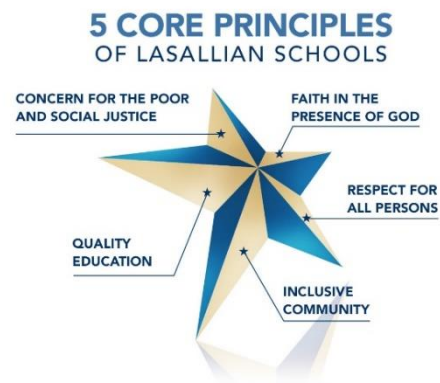 5 CORE PRINCIPLES
OF LASALLIAN SCHOOLS
CONCERN FOR THE POOR
AND SOCIAL JUSTICE
FAITH IN THE
PRESENCE OF GOD
RESPECT FOR
ALL PERSONS
QUALITY
EDUCATION
INCLUSIVE
COMMUNITY